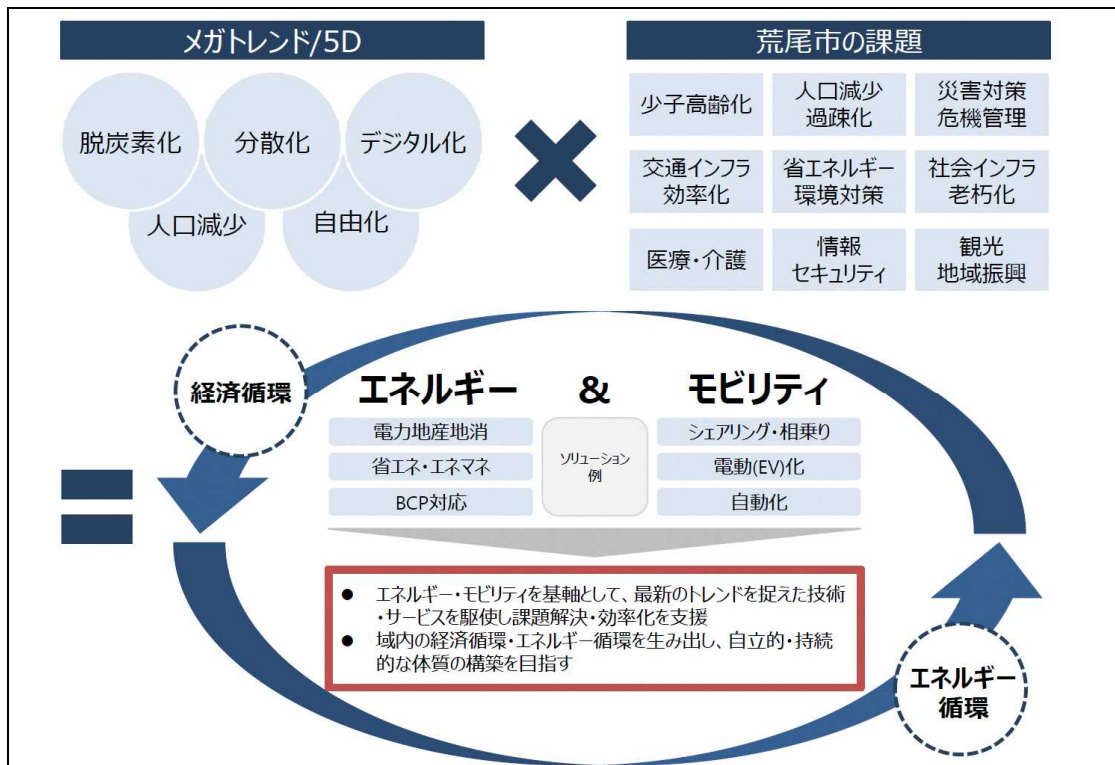 メガトレンド/5D
脱炭素化
分散化
デジタル化
人口減少
自由化
荒尾市の課題
少子高齢化
人口減少
過疎化
災害対策
危機管理
交通インフラ
効率化
省エネルギー
環境対策
社会インフラ
老朽化
医療・介護
情報
セキュリティ
観光
地域振興
経済循環
エネルギー & モビリティ
電力地産地消
省エネ・エネマネ
BCP対応
ソリューション
例
シェアリング・相乗り
電動(EV)化
自動化
● エネルギー・モビリティを基軸として、最新のトレンドを捉えた技術
・サービスを駆使し課題解決・効率化を支援
● 域内の経済循環・エネルギー循環を生み出し、自立的・持続
的な体質の構築を目指す
エネルギー
循環